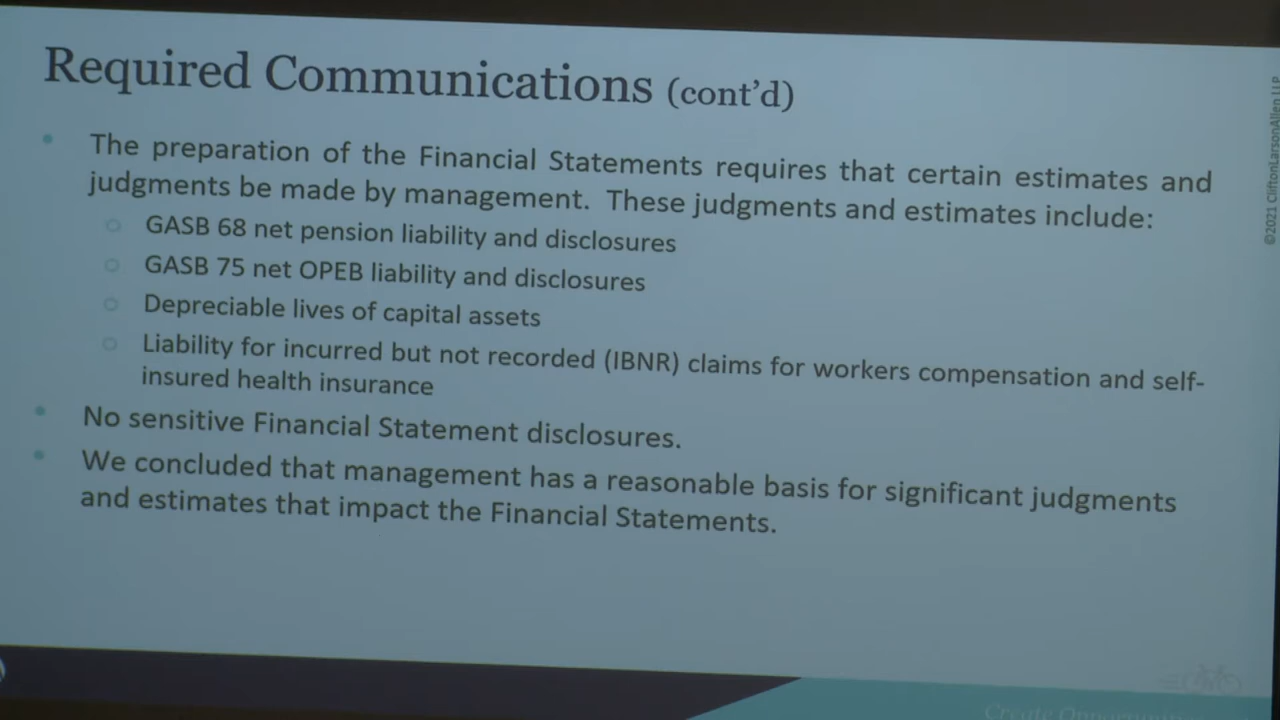 Required Communications (cont’d)
• The preparation of the Financial Statements requires that certain estimates and
judgments be made by management. These judgments and estimates include:
○ GASB 68 net pension liability and disclosures
○ GASB 75 net OPEB liability and disclosures
○ Depreciable lives of capital assets
○ Liability for incurred but not recorded (IBNR) claims for workers compensation and self-
insured health insurance
• No sensitive Financial Statement disclosures.
• We concluded that management has a reasonable basis for significant judgments
and estimates that impact the Financial Statements.
©2021 CliftonLarsonAllen LLP
Create